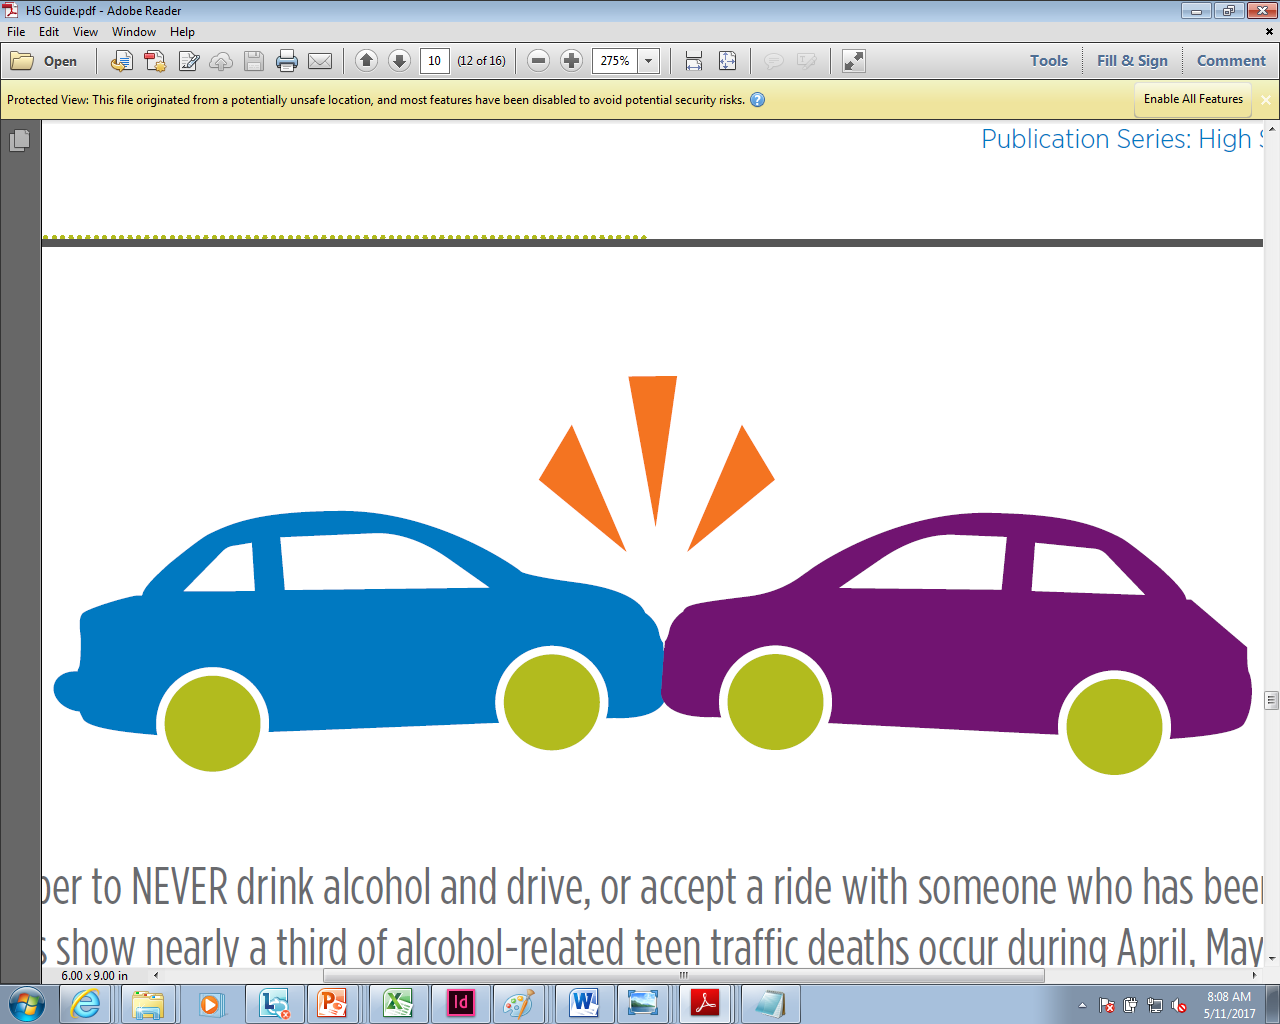 HS Guide.pdf - Adobe Reader
File Edit View Window Help
Open 10 (12 of 16) 275% Tools Fill & Sign Comment
Protected View: This file originated from a potentially unsafe location, and most features have been disabled to avoid potential security risks. ? Enable All Features
Publication Series: High S
ber to NEVER drink alcohol and drive, or accept a ride with someone who has been
s show nearly a third of alcohol-related teen traffic deaths occur during April, May
6.00 x 9.00 in
8:08 AM
5/11/2017